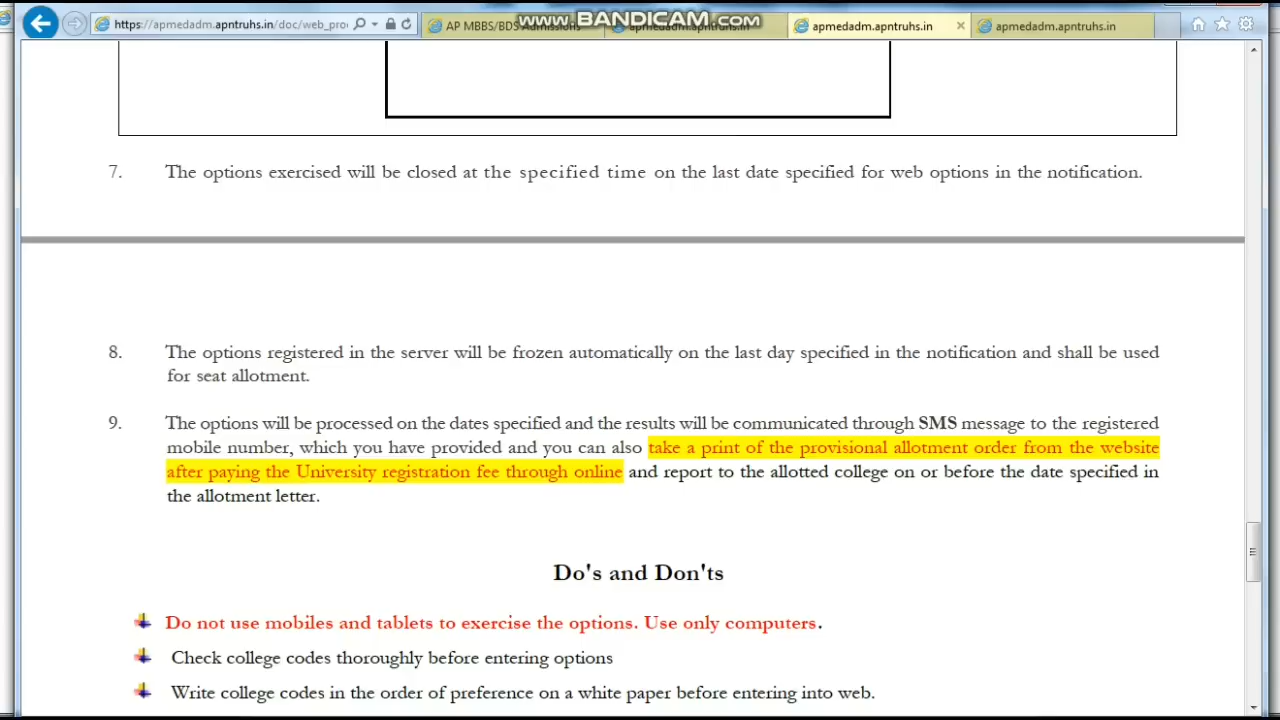 www.BANDICAM.com
https://apmedadm.apntruhs.in/doc/web_pro
AP MBBS/BDS Admissions
apmedadm.apntruhs.in
apmedadm.apntruhs.in
apmedadm.apntruhs.in
7. The options exercised will be closed at the specified time on the last date specified for web options in the notification.
8. The options registered in the server will be frozen automatically on the last day specified in the notification and shall be used
for seat allotment.
9. The options will be processed on the dates specified and the results will be communicated through SMS message to the registered
mobile number, which you have provided and you can also take a print of the provisional allotment order from the website
after paying the University registration fee through online and report to the allotted college on or before the date specified in
the allotment letter.
Do's and Don'ts
Do not use mobiles and tablets to exercise the options. Use only computers.
Check college codes thoroughly before entering options
Write college codes in the order of preference on a white paper before entering into web.